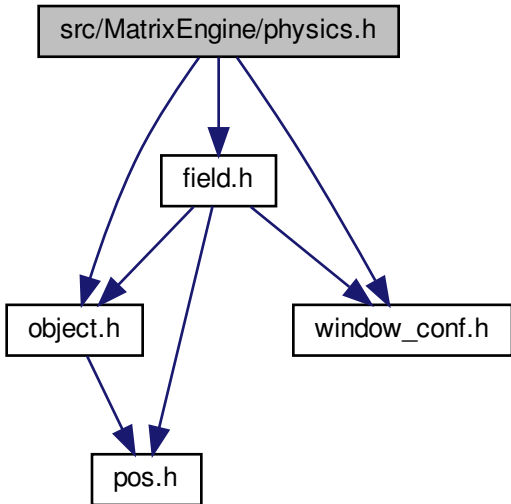 src/MatrixEngine/physics.h
field.h
object.h
window_conf.h
pos.h